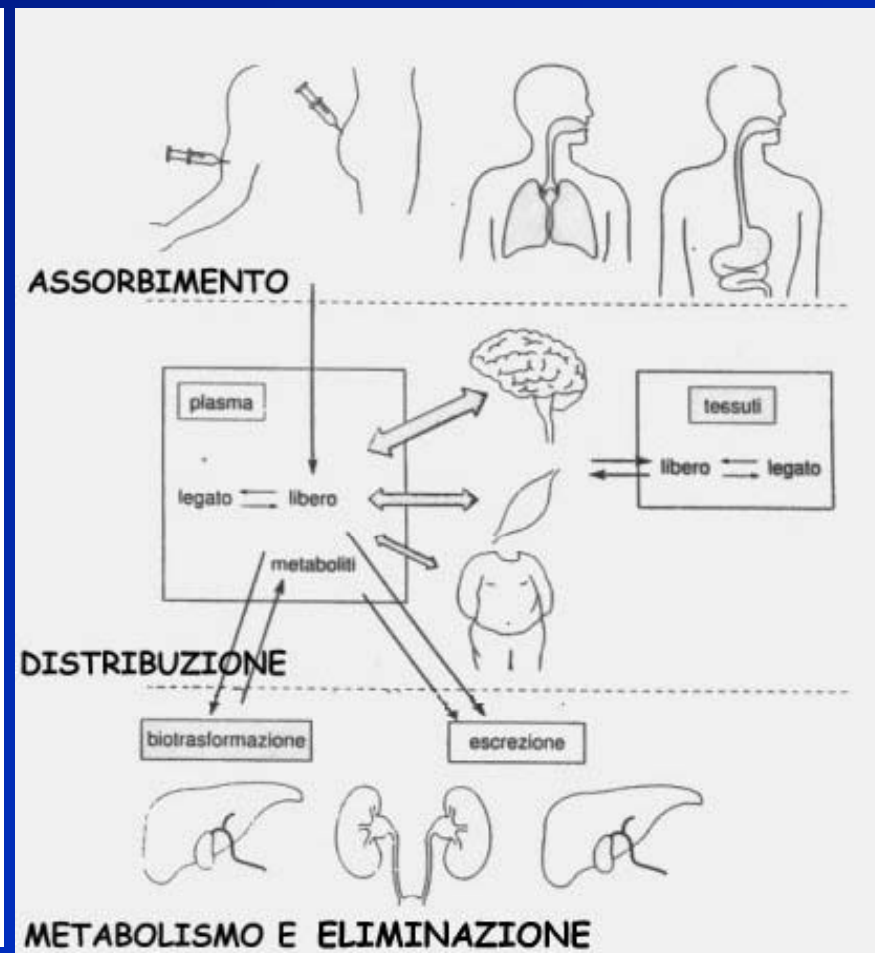 ASSORBIMENTO
plasma
tessuti
legato libero
libero legato
metaboliti
DISTRIBUZIONE
biotrasformazione
escrezione
METABOLISMO E ELIMINAZIONE